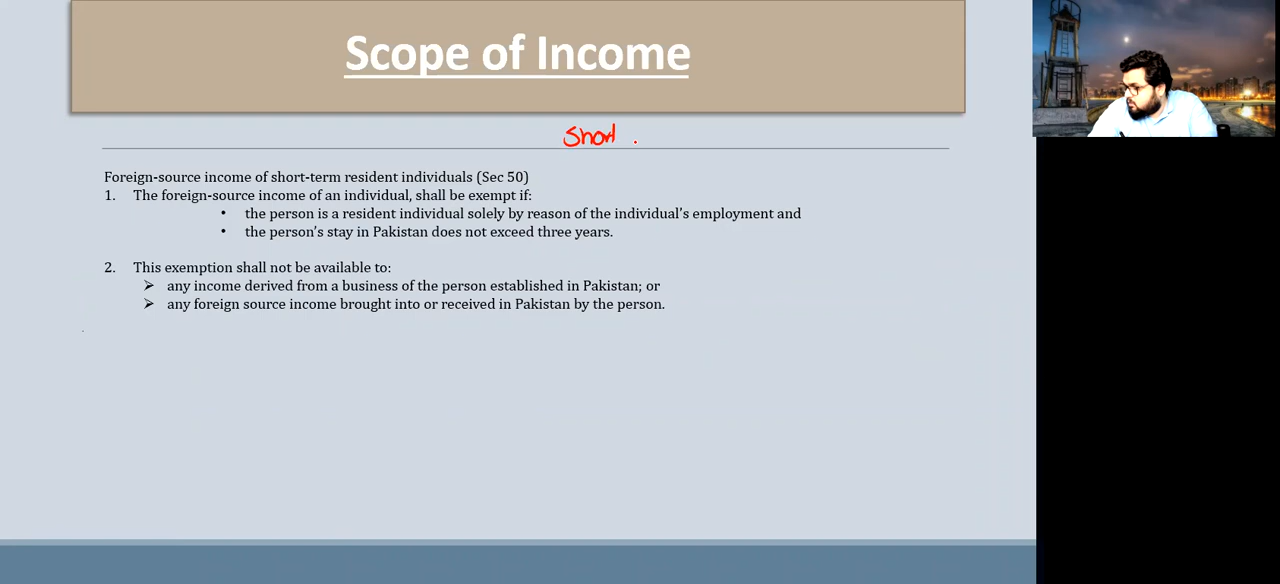 Scope of Income
Short
Foreign-source income of short-term resident individuals (Sec 50)
1. The foreign-source income of an individual, shall be exempt if:
• the person is a resident individual solely by reason of the individual's employment and
• the person's stay in Pakistan does not exceed three years.
2. This exemption shall not be available to:
➢ any income derived from a business of the person established in Pakistan; or
➢ any foreign source income brought into or received in Pakistan by the person.